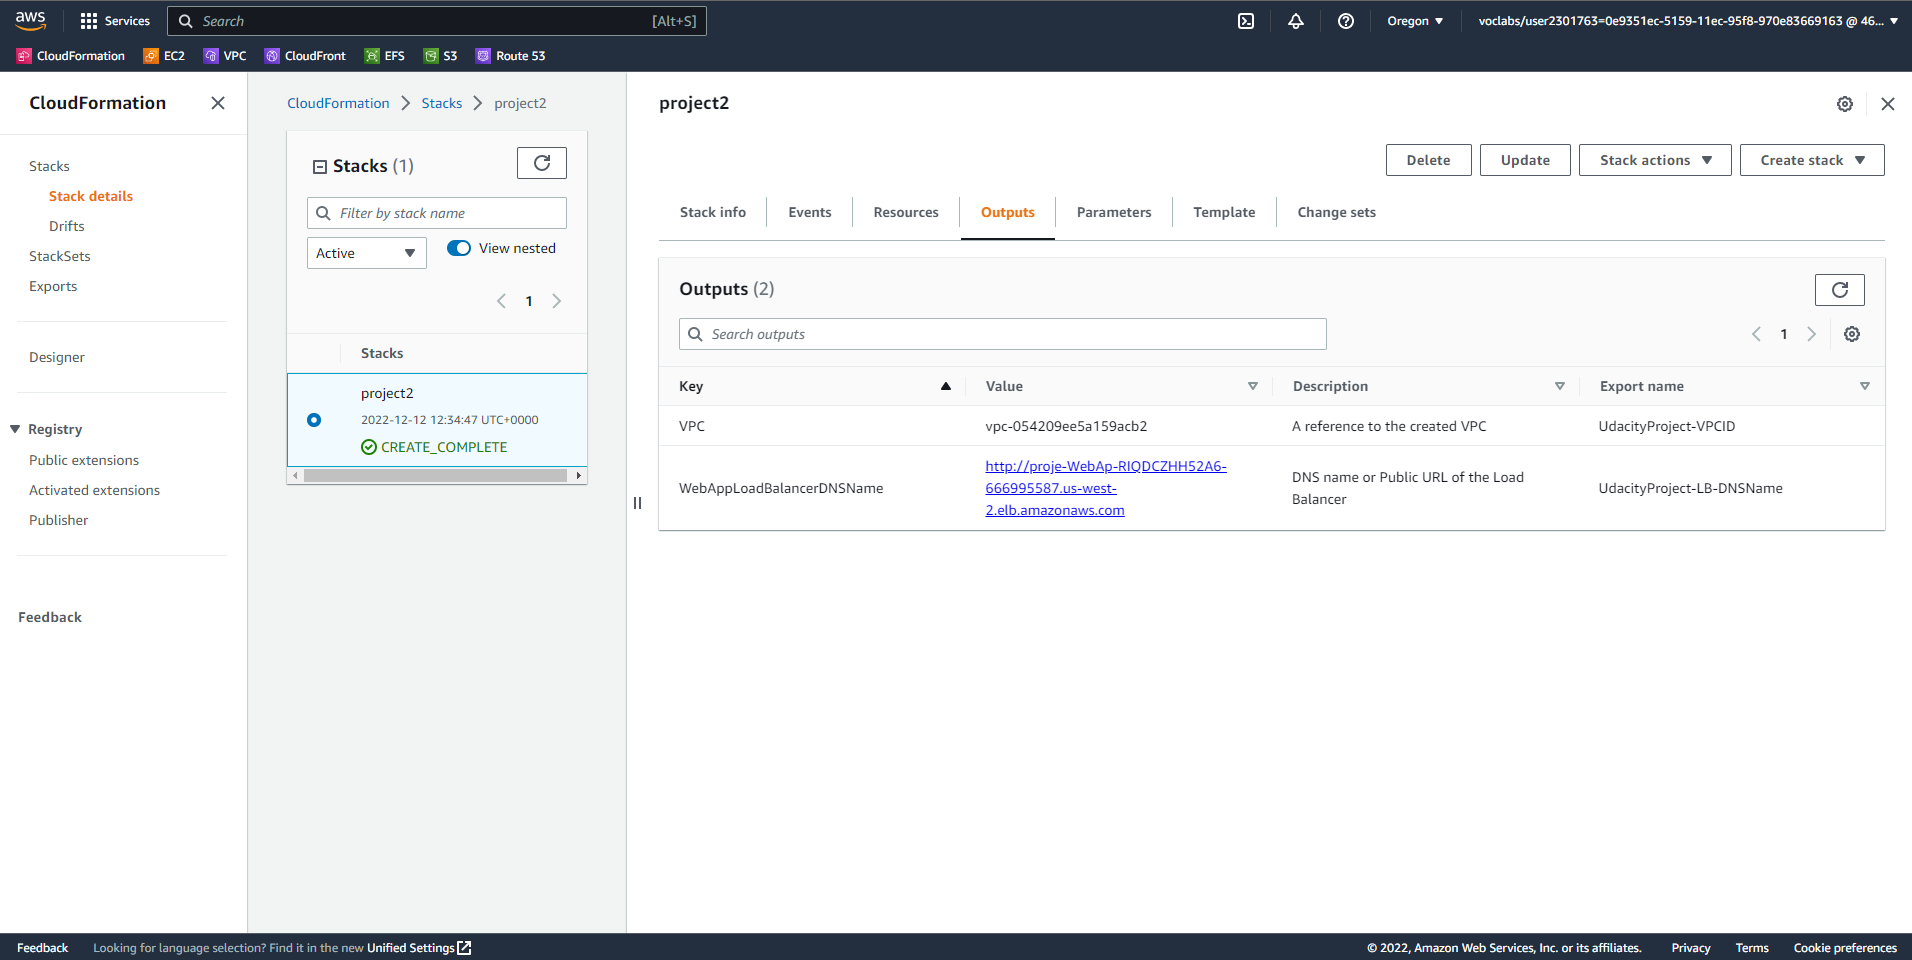 aws
Services
Search
[Alt+S]
Oregon
voclabs/user2301763=0e9351ec-5159-11ec-95f8-970e83669163 @ 46...
CloudFormation
EC2
VPC
CloudFront
EFS
S3
Route 53
CloudFormation
Stacks
Stack details
Drifts
StackSets
Exports
Designer
Registry
Public extensions
Activated extensions
Publisher
Feedback
CloudFormation
Stacks
project2
Stacks (1)
Filter by stack name
Active
View nested
1
Stacks
project2
2022-12-12 12:34:47 UTC+0000
CREATE_COMPLETE
project2
Delete
Update
Stack actions
Create stack
Stack info
Events
Resources
Outputs
Parameters
Template
Change sets
Outputs (2)
Search outputs
1
Key
Value
Description
Export name
VPC
vpc-054209ee5a159acb2
A reference to the created VPC
UdacityProject-VPCID
WebAppLoadBalancerDNSName
http://proje-WebAp-RIQDCZHH52A6-
666995587.us-west-
2.elb.amazonaws.com
DNS name or Public URL of the Load
Balancer
UdacityProject-LB-DNSName
Feedback
Looking for language selection? Find it in the new Unified Settings
© 2022, Amazon Web Services, Inc. or its affiliates.
Privacy
Terms
Cookie preferences